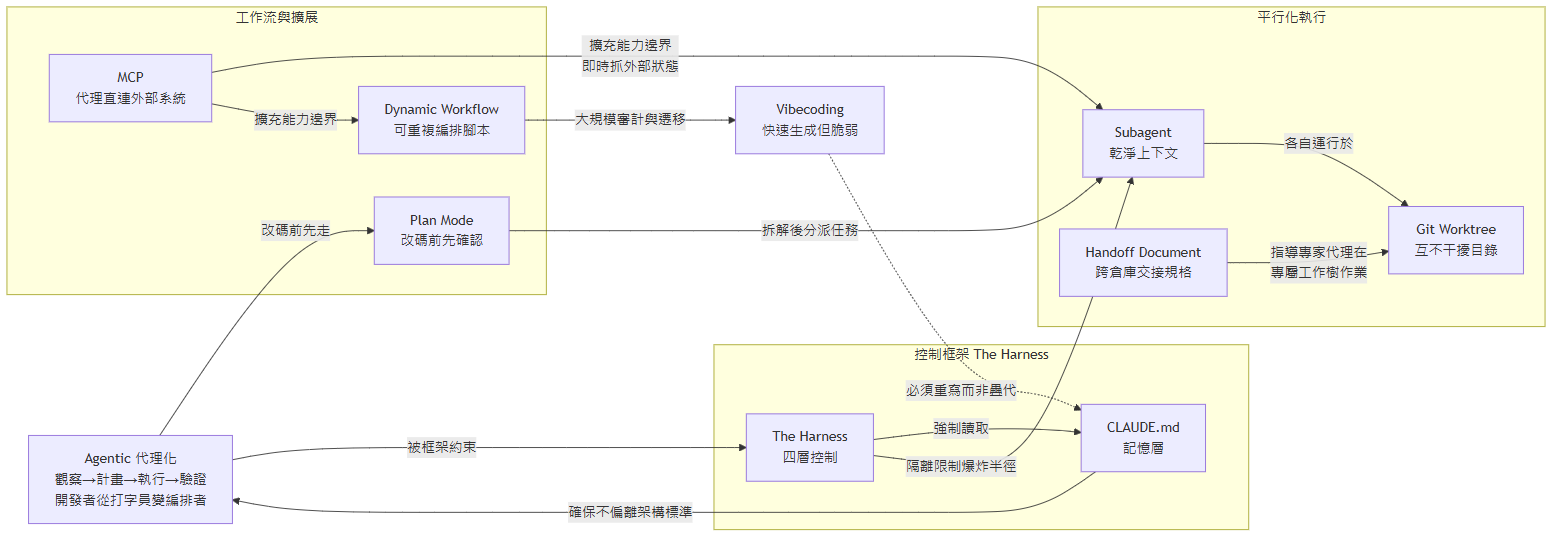 工作流與擴展
MCP
代理直連外部系統
擴充能力邊界
Dynamic Workflow
可重複編排腳本
Plan Mode
改碼前先確認
改碼前先走
擴充能力邊界
即時抓外部狀態
大規模審計與遷移
Vibecoding
快速生成但脆弱
拆解後分派任務
平行化執行
Subagent
乾淨上下文
各自運行於
Git Worktree
互不干擾目錄
Handoff Document
跨倉庫交接規格
指導專家代理在
專屬工作樹作業
控制框架 The Harness
必須重寫而非疊代
The Harness
四層控制
強制讀取
隔離限制爆炸半徑
CLAUDE.md
記憶層
被框架約束
Agentic 代理化
觀察→計畫→執行→驗證
開發者從打字員變編排者
確保不偏離架構標準